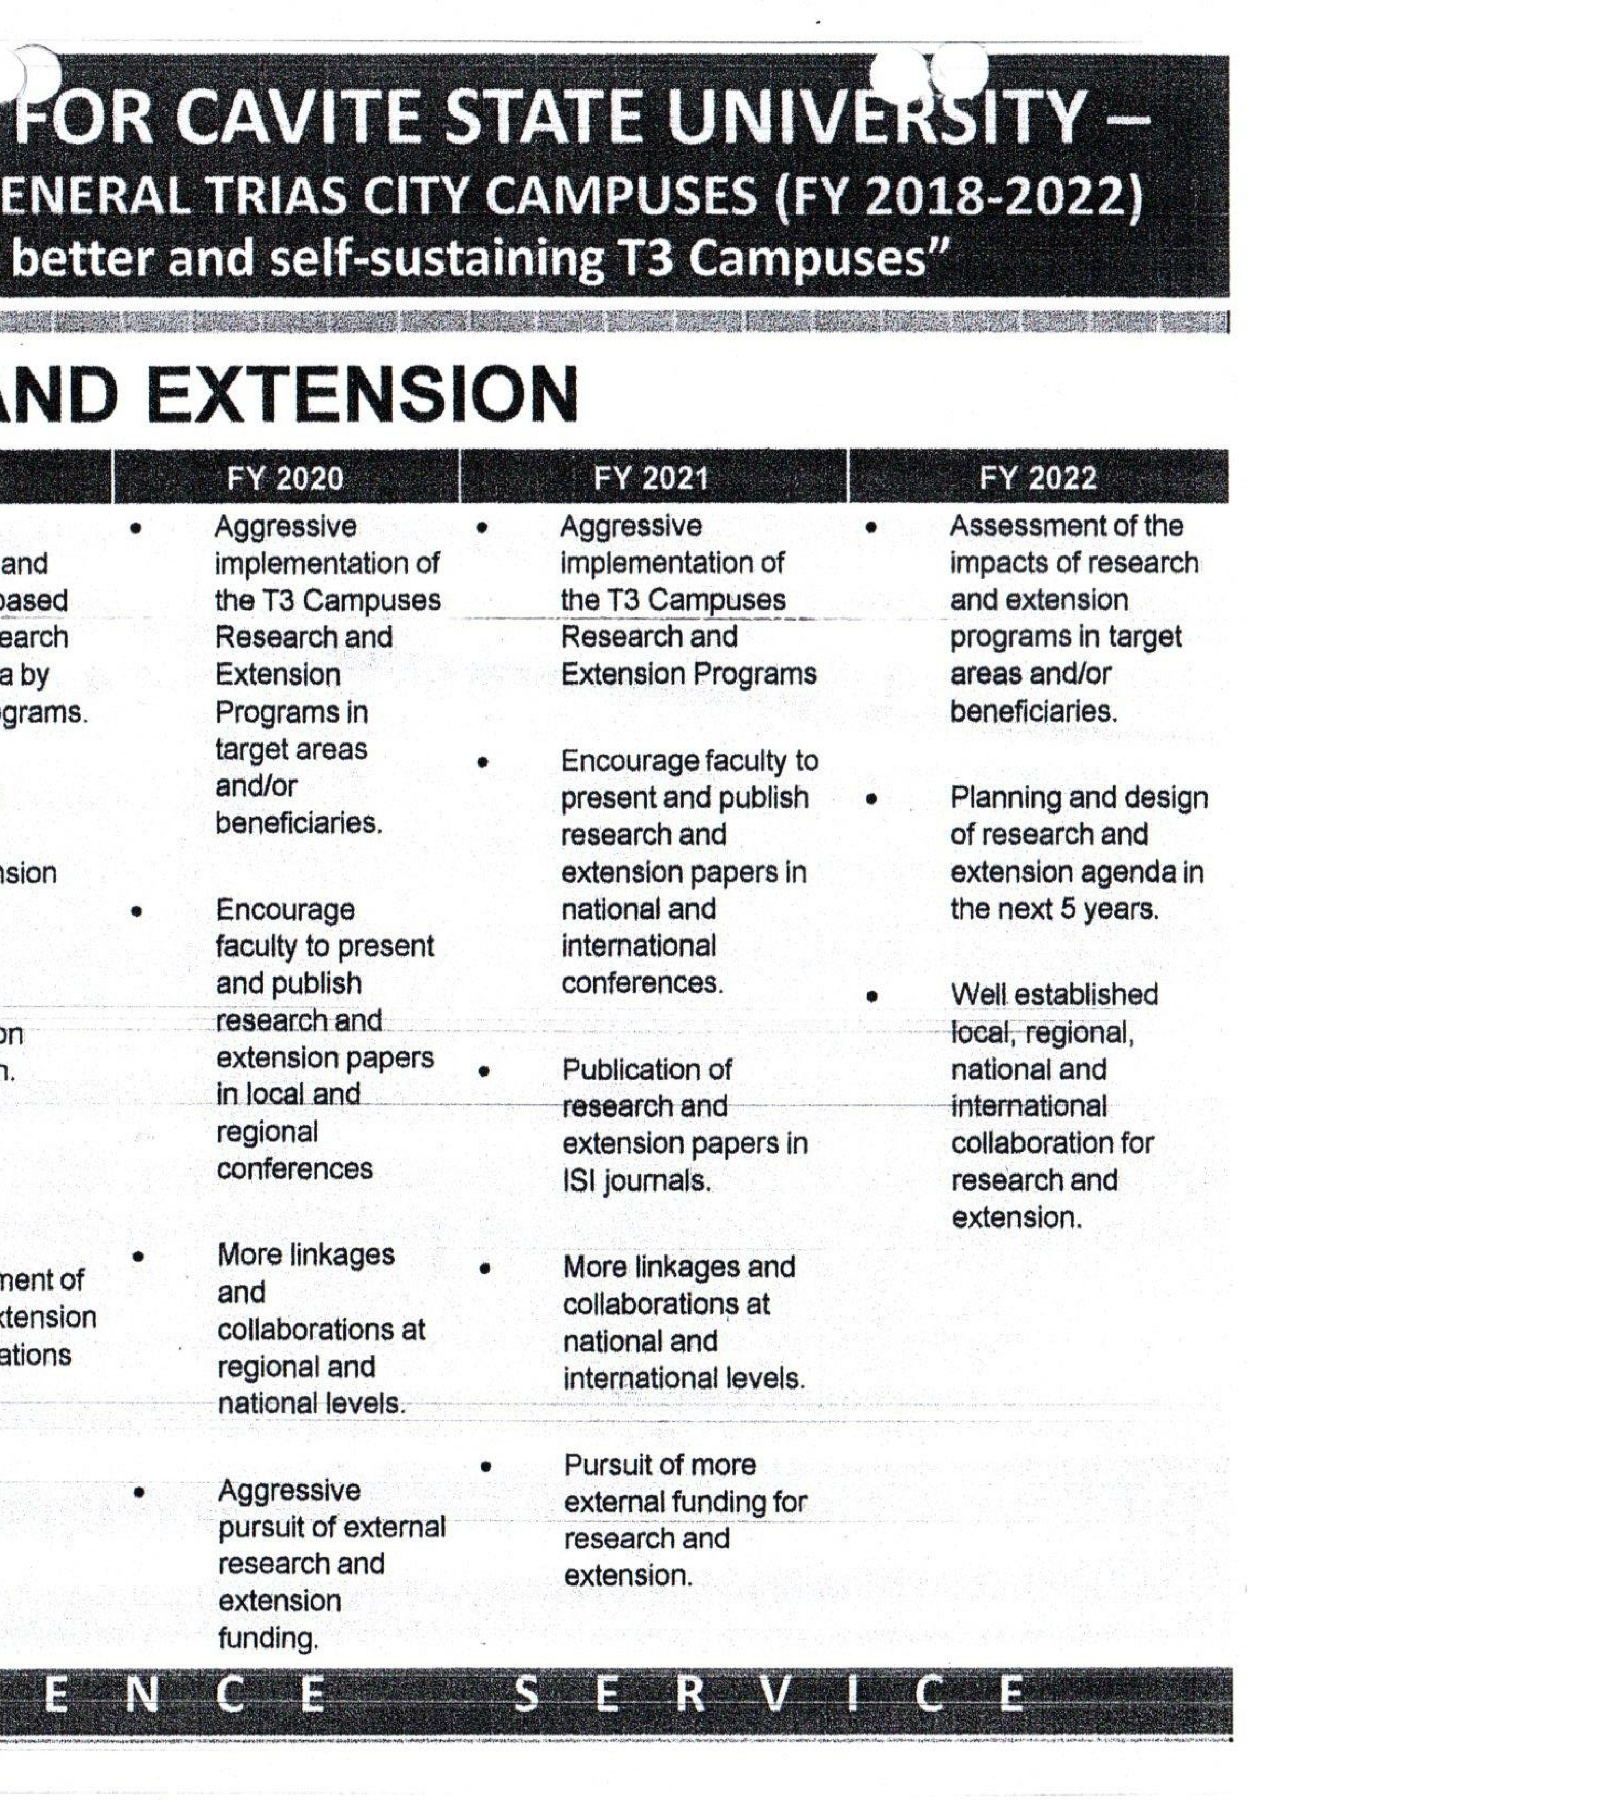 FOR CAVITE STATE UNIVERSITY –
ENERAL TRIAS CITY CAMPUSES (FY 2018-2022)
better and self-sustaining T3 Campuses”
AND EXTENSION
and
based
earch
a by
grams.
nsion
on
n.
ment of
xtension
ations
FY 2020
• Aggressive
implementation of
the T3 Campuses
Research and
Extension
Programs in
target areas
and/or
beneficiaries.
• Encourage
faculty to present
and publish
research and
extension papers
in local and
regional
conferences
• More linkages
and
collaborations at
regional and
national levels.
• Aggressive
pursuit of external
research and
extension
funding.
FY 2021
• Aggressive
implementation of
the T3 Campuses
Research and
Extension Programs
• Encourage faculty to
present and publish
research and
extension papers in
national and
international
conferences.
• Publication of
research and
extension papers in
ISI journals.
• More linkages and
collaborations at
national and
international levels.
• Pursuit of more
external funding for
research and
extension.
FY 2022
• Assessment of the
impacts of research
and extension
programs in target
areas and/or
beneficiaries.
• Planning and design
of research and
extension agenda in
the next 5 years.
• Well established
local, regional,
national and
international
collaboration for
research and
extension.
E N C E S E R V I C E